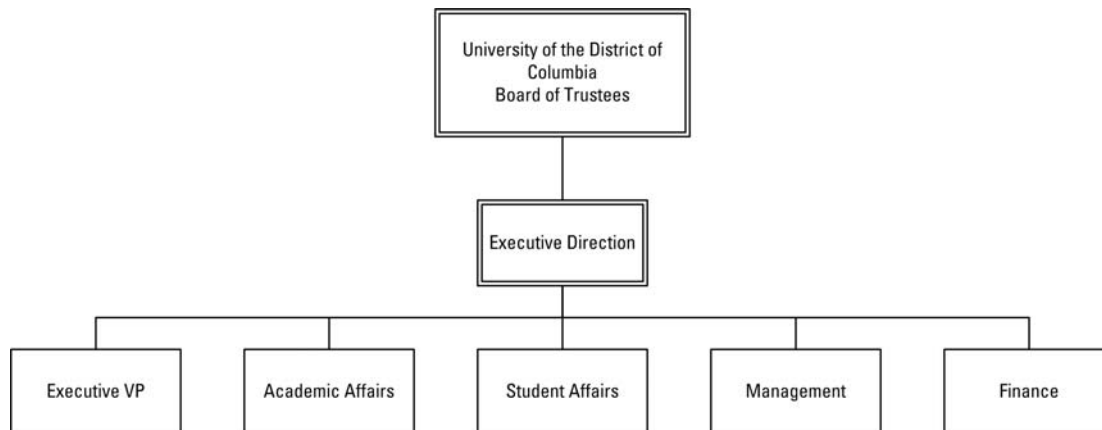 University of the District of
Columbia
Board of Trustees
Executive Direction
Executive VP
Academic Affairs
Student Affairs
Management
Finance